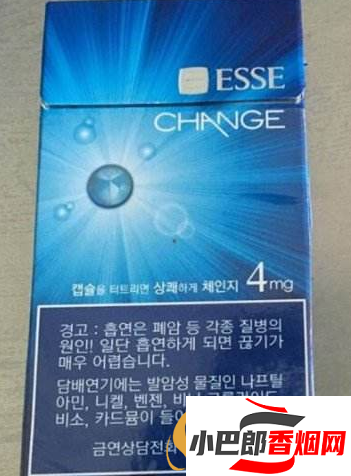 ESSE
CHANGE
캡슐을 터트리면 상쾌하게 체인지 4mg
경고 : 흡연은 폐암 등 각종 질병의
원인! 일단 흡연하게 되면 끊기가
매우 어렵습니다.
담배연기에는 발암성 물질인 나프틸
아민, 니켈, 벤젠,
비소, 카드뮴이
금연상담전화
小巴郎香烟网